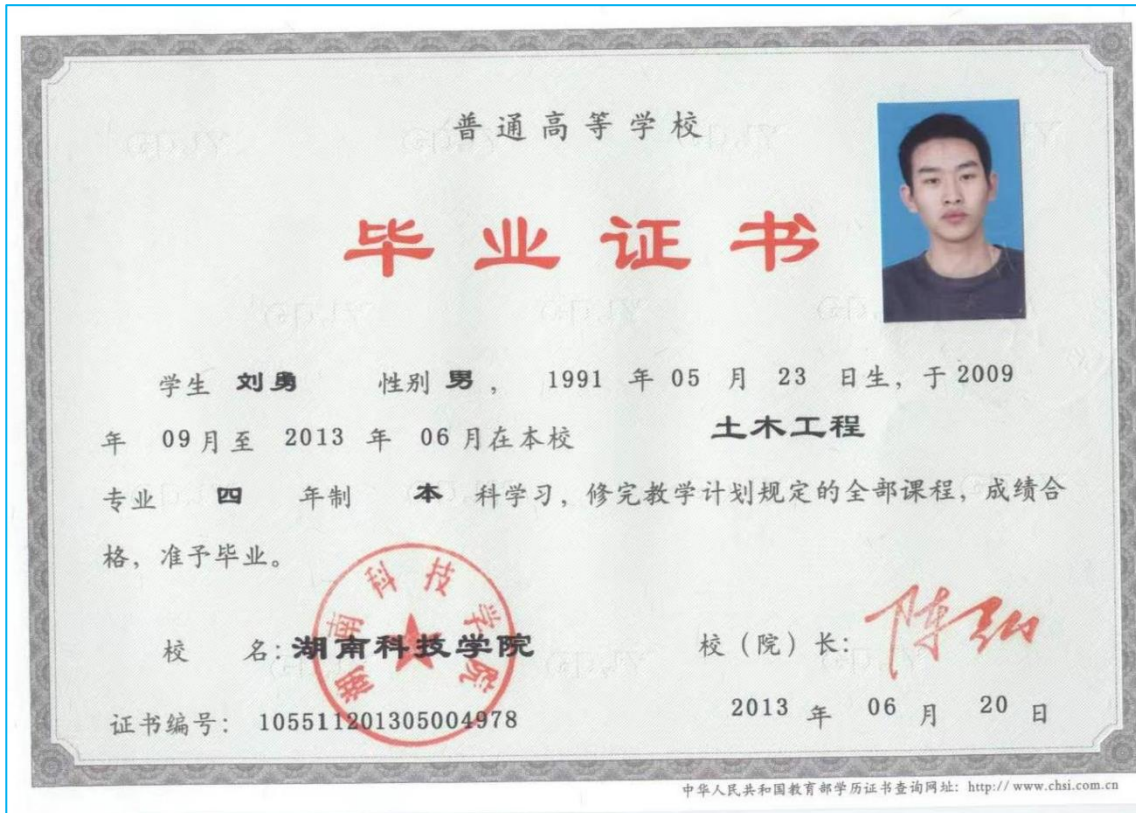 普通高等学校
毕业证书
学生 刘勇 性别 男， 1991 年 05 月 23 日生，于 2009
年 09 月至 2013 年 06 月在本校 土木工程
专业 四 年制 本 科学习，修完教学计划规定的全部课程，成绩合
格，准予毕业。
湖南科技学院
校 名：湖南科技学院 校（院）长：
证书编号： 105511201305004978 2013 年 06 月 20 日
中华人民共和国教育部学历证书查询网址：http://www.chsi.com.cn